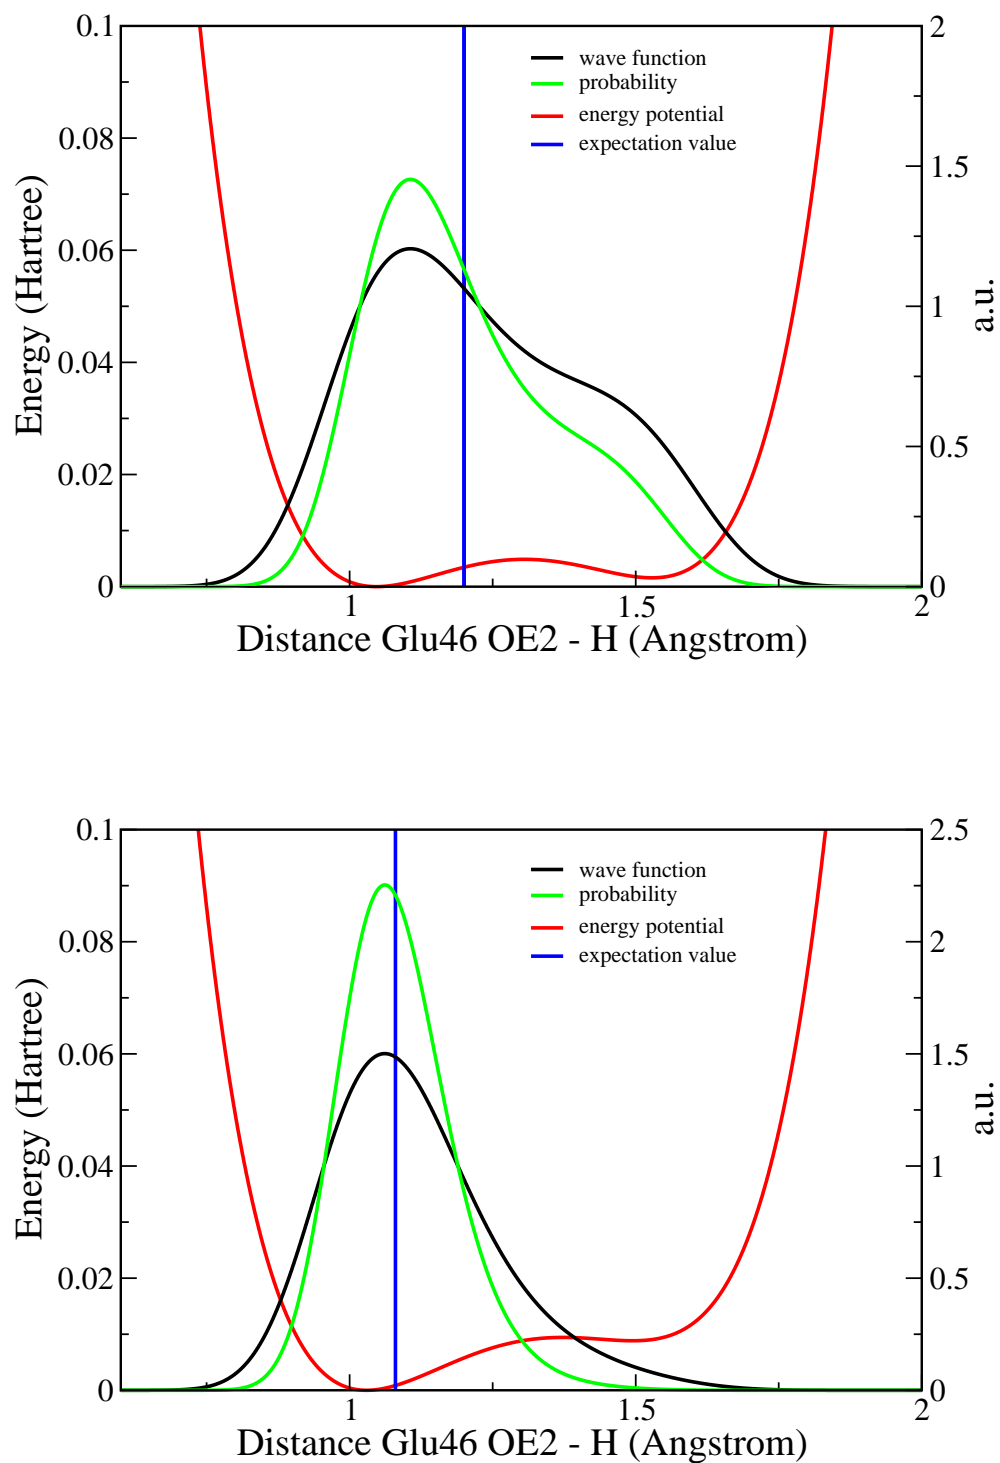 0.1
2
wave function
probability
energy potential
expectation value
0.08
1.5
0.06
1
0.04
0.5
0.02
0
0
Energy (Hartree)
a.u.
1
1.5
2
Distance Glu46 OE2 - H (Angstrom)
0.1
2.5
wave function
probability
energy potential
expectation value
0.08
2
0.06
1.5
0.04
1
0.02
0.5
0
0
Energy (Hartree)
a.u.
1
1.5
2
Distance Glu46 OE2 - H (Angstrom)